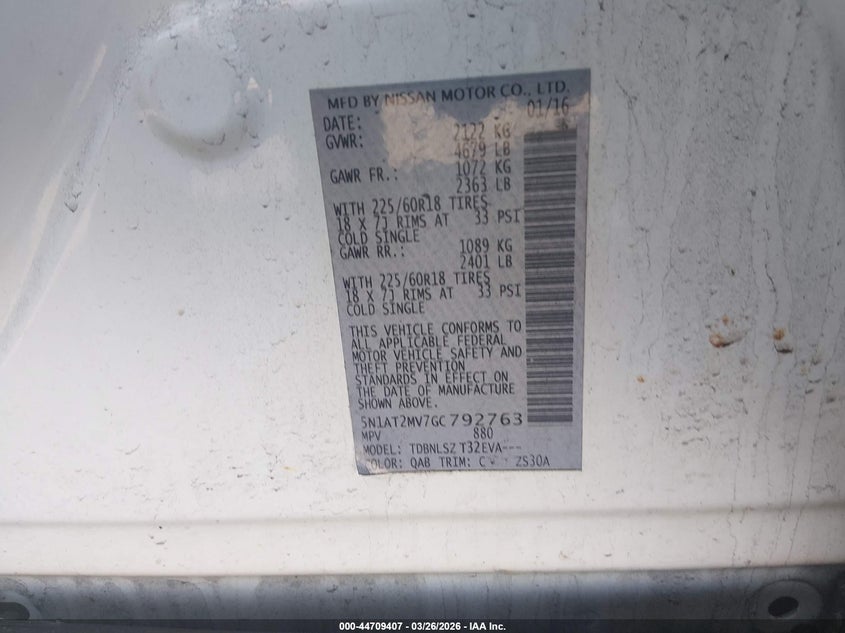 MFD BY NISSAN MOTOR CO., LTD.
DATE: 01/16
GVWR: 2122 KG
4679 LB
GAWR FR.: 1072 KG
2363 LB
WITH 225/60R18 TIRES
18 X 7J RIMS AT 33 PSI
COLD SINGLE
GAWR RR.: 1089 KG
2401 LB
WITH 225/60R18 TIRES
18 X 7J RIMS AT 33 PSI
COLD SINGLE
THIS VEHICLE CONFORMS TO
ALL APPLICABLE FEDERAL
MOTOR VEHICLE SAFETY AND
THEFT PREVENTION
STANDARDS IN EFFECT ON
THE DATE OF MANUFACTURE
SHOWN ABOVE.
5N1AT2MV7GC792763
MPV 880
MODEL: TDBNLSZ T32EVA---
COLOR: QAB TRIM: ZS30A
000-44709407 - 03/26/2026 - IAA Inc.